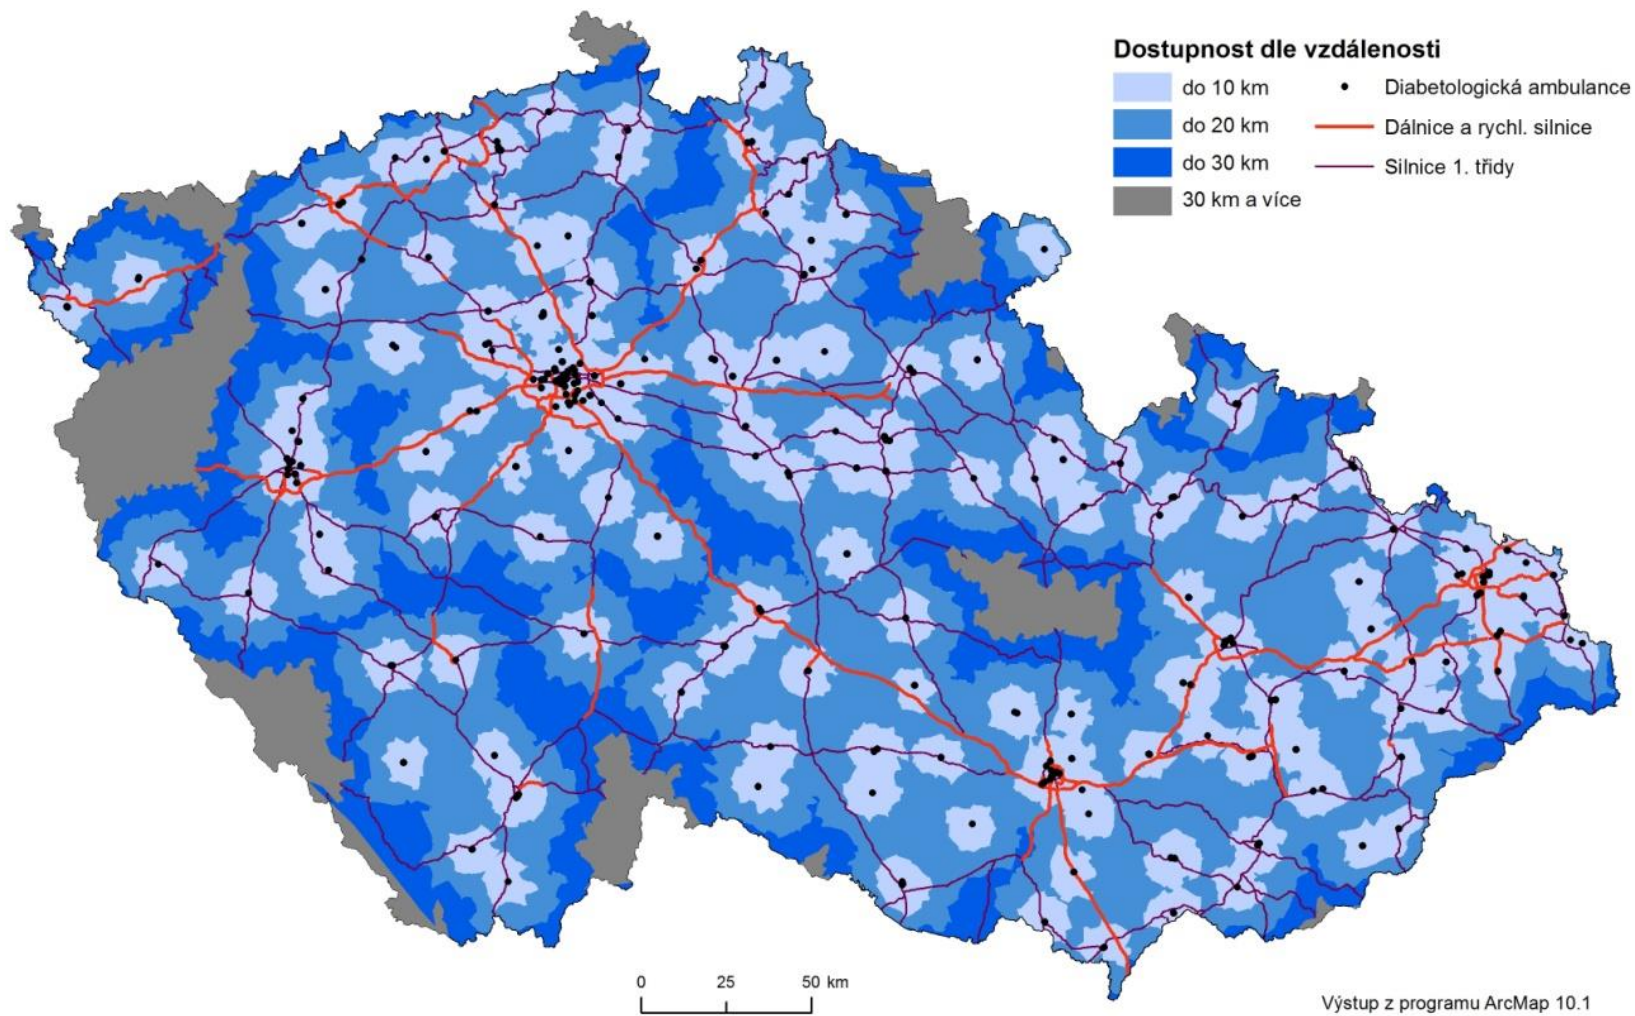 Dostupnost dle vzdálenosti
do 10 km
Diabetologická ambulance
do 20 km
Dálnice a rychl. silnice
do 30 km
Silnice 1. třídy
30 km a více
0 25 50 km
Výstup z programu ArcMap 10.1